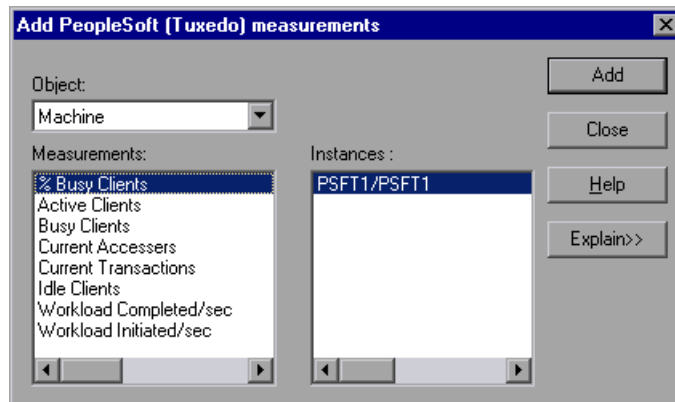 Add PeopleSoft (Tuxedo) measurements
Object:
Machine
Measurements:
% Busy Clients
Active Clients
Busy Clients
Current Accessers
Current Transactions
Idle Clients
Workload Completed/sec
Workload Initiated/sec
Instances :
PSFT1/PSFT1
Add
Close
Help
Explain>>